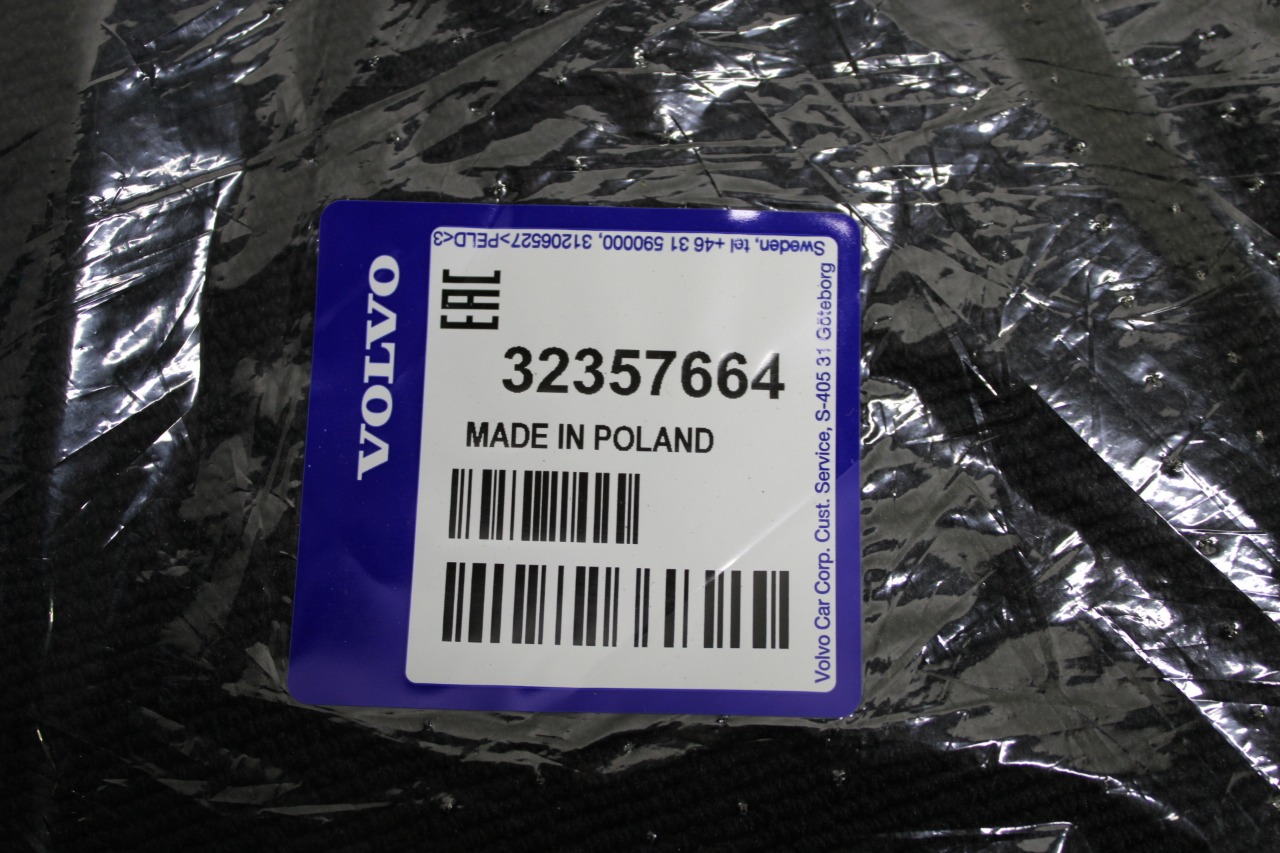 VOLVO
EAC
32357664
MADE IN POLAND
Volvo Car Corp. Cust. Service, S-405 31 Göteborg
Sweden, tel +46 31 590000, 31206527>PELD<3